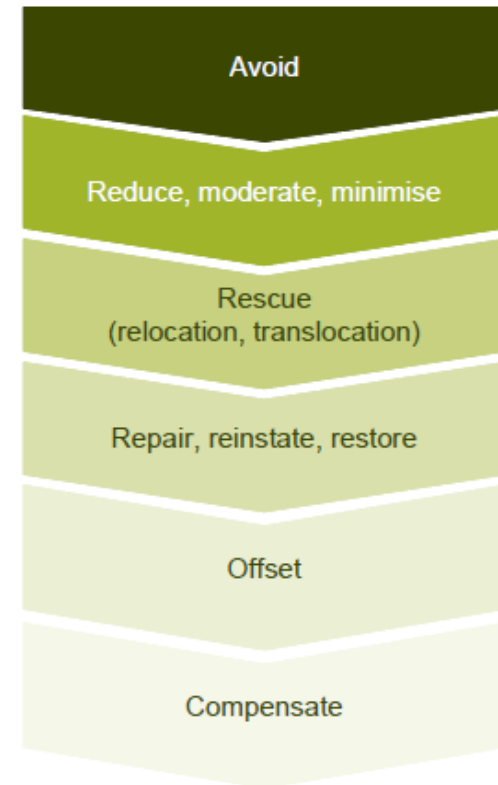 Avoid
Reduce, moderate, minimise
Rescue
(relocation, translocation)
Repair, reinstate, restore
Offset
Compensate